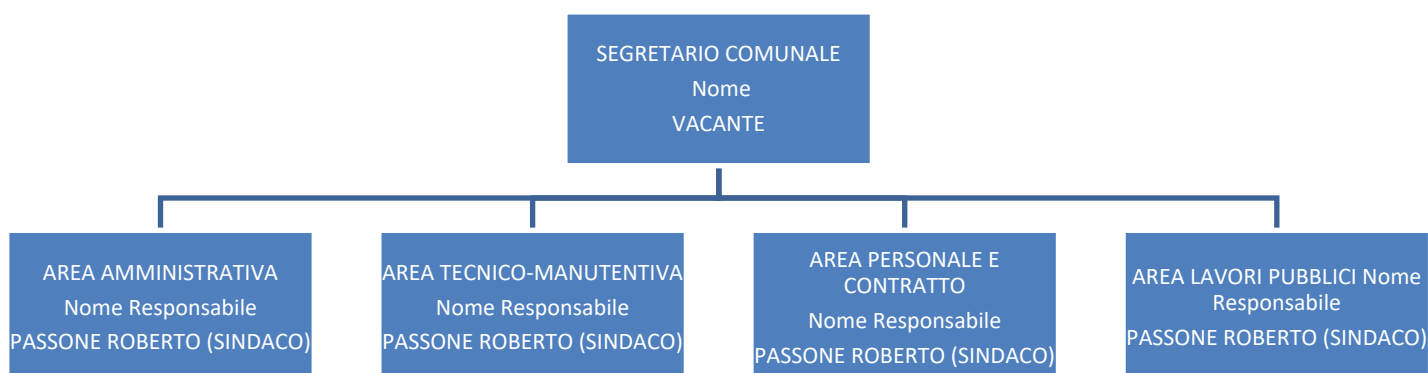 SEGRETARIO COMUNALE
Nome
VACANTE
AREA AMMINISTRATIVA
Nome Responsabile
PASSONE ROBERTO (SINDACO)
AREA TECNICO-MANUTENTIVA
Nome Responsabile
PASSONE ROBERTO (SINDACO)
AREA PERSONALE E
CONTRATTO
Nome Responsabile
PASSONE ROBERTO (SINDACO)
AREA LAVORI PUBBLICI Nome
Responsabile
PASSONE ROBERTO (SINDACO)